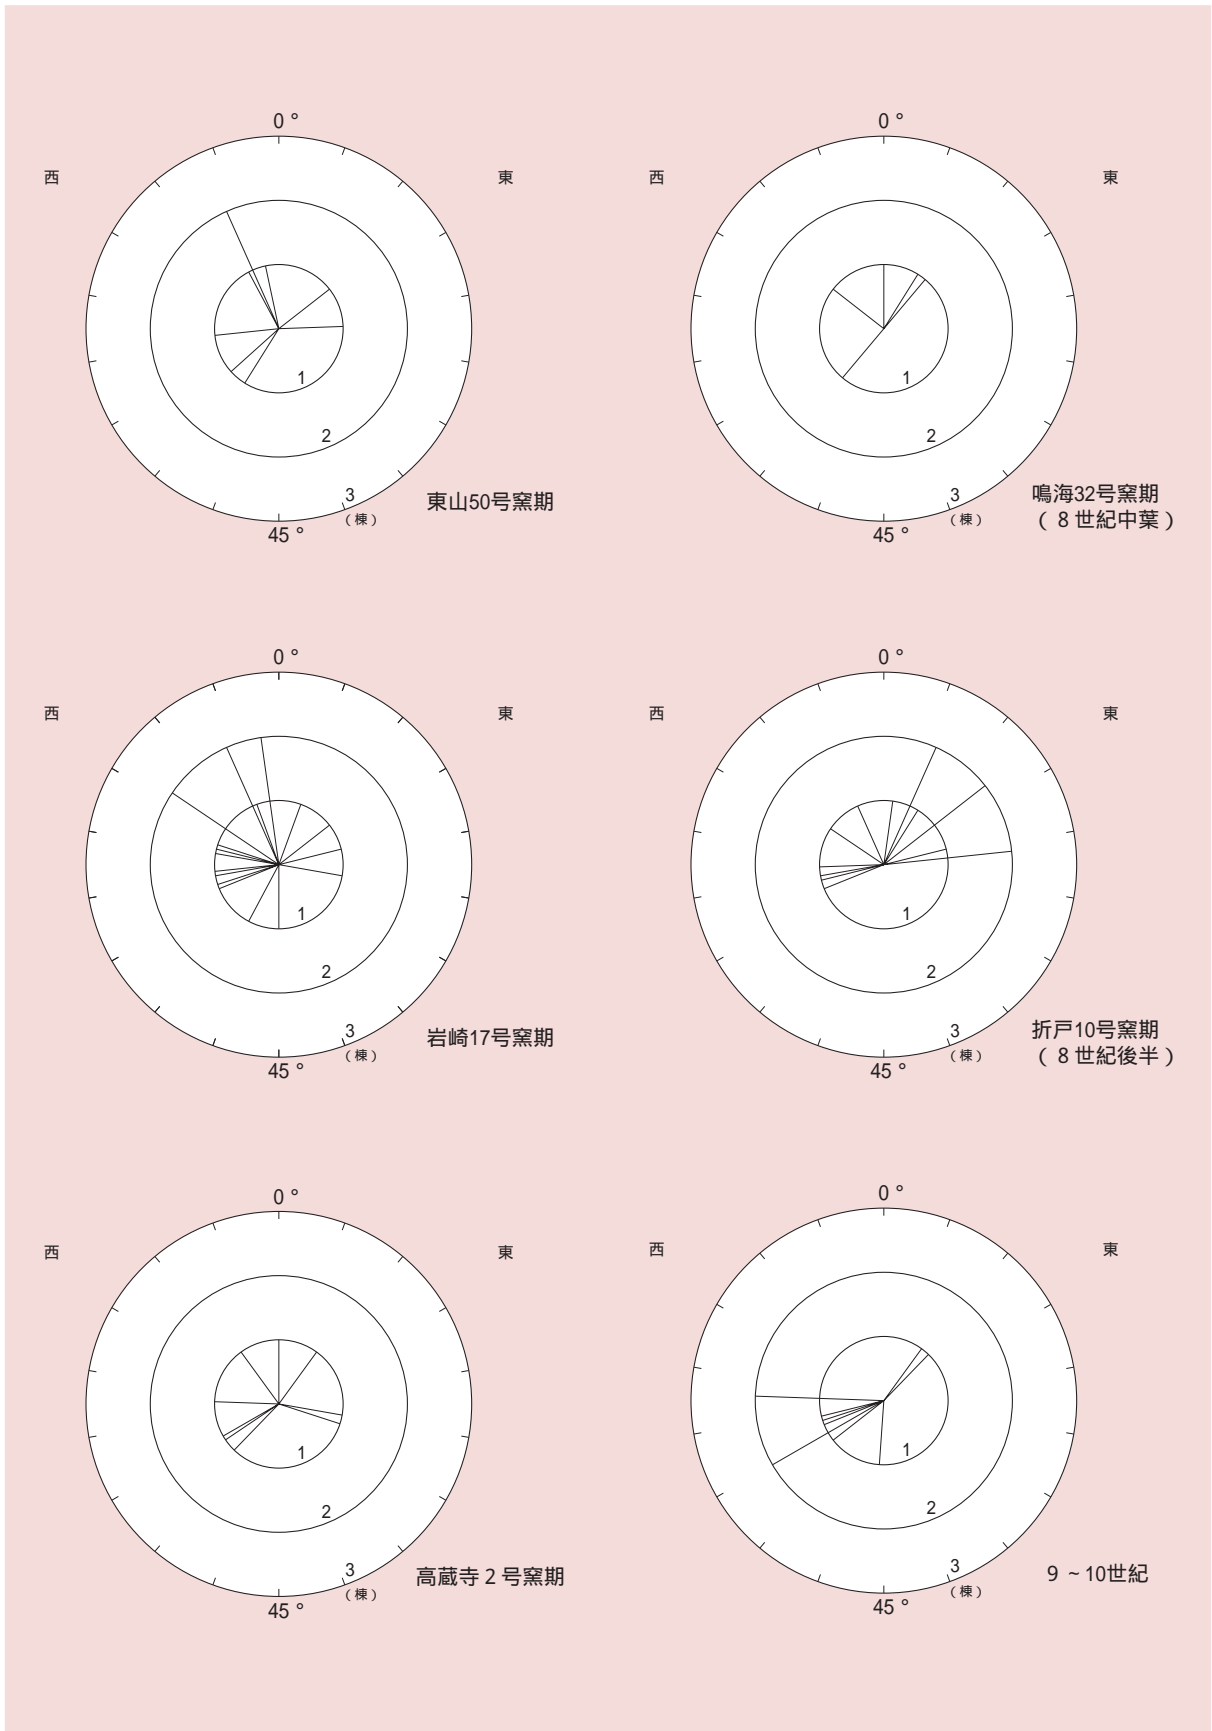 0 °
西
東
1
2
3
（棟）
45 °
東山50号窯期
0 °
西
東
1
2
3
（棟）
45 °
鳴海32号窯期
（８世紀中葉）
0 °
西
東
1
2
3
（棟）
45 °
岩崎17号窯期
0 °
西
東
1
2
3
（棟）
45 °
折戸10号窯期
（８世紀後半）
0 °
西
東
1
2
3
（棟）
45 °
高蔵寺２号窯期
0 °
西
東
1
2
3
（棟）
45 °
9 ~ 10世紀